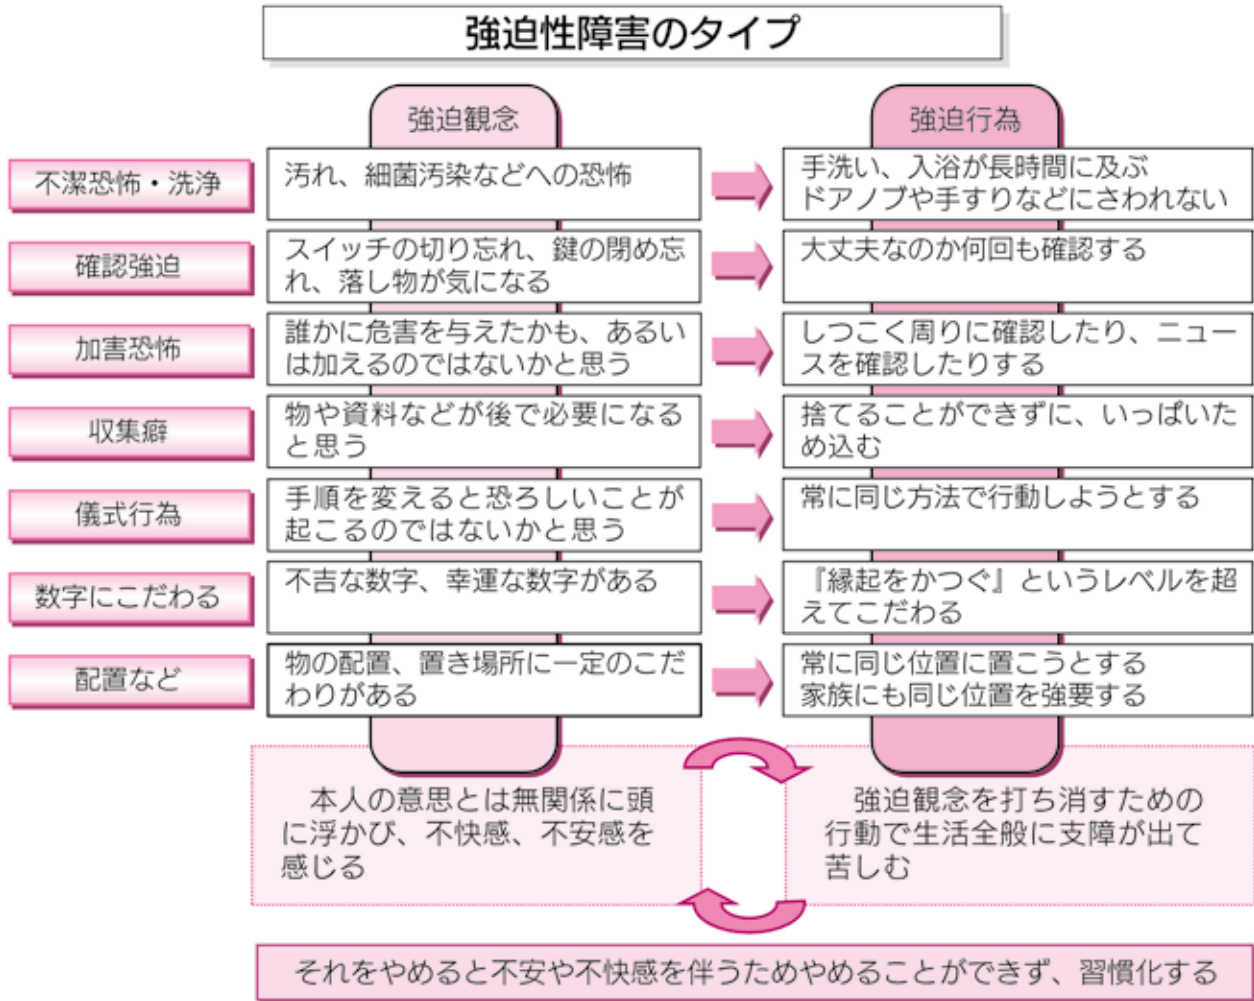 強迫性障害のタイプ
強迫観念
強迫行為
不潔恐怖・洗浄
汚れ、細菌汚染などへの恐怖
手洗い、入浴が長時間に及ぶ
ドアノブや手すりなどにさわれない
確認強迫
スイッチの切り忘れ、鍵の閉め忘
れ、落し物が気になる
大丈夫なのか何回も確認する
加害恐怖
誰かに危害を与えたかも、あるい
は加えるのではないかと思う
しつこく周りに確認したり、ニュー
スを確認したりする
収集癖
物や資料などが後で必要になる
と思う
捨てることができずに、いっぱいた
め込む
儀式行為
手順を変えると恐ろしいことが
起こるのではないかと思う
常に同じ方法で行動しようとする
数字にこだわる
不吉な数字、幸運な数字がある
『縁起をかつぐ』というレベルを超
えてこだわる
配置など
物の配置、置き場所に一定のこだ
わりがある
常に同じ位置に置こうとする
家族にも同じ位置を強要する
本人の意思とは無関係に頭
に浮かび、不快感、不安感を
感じる
強迫観念を打ち消すための
行動で生活全般に支障が出て
苦しむ
それをやめると不安や不快感を伴うためやめることができず、習慣化する